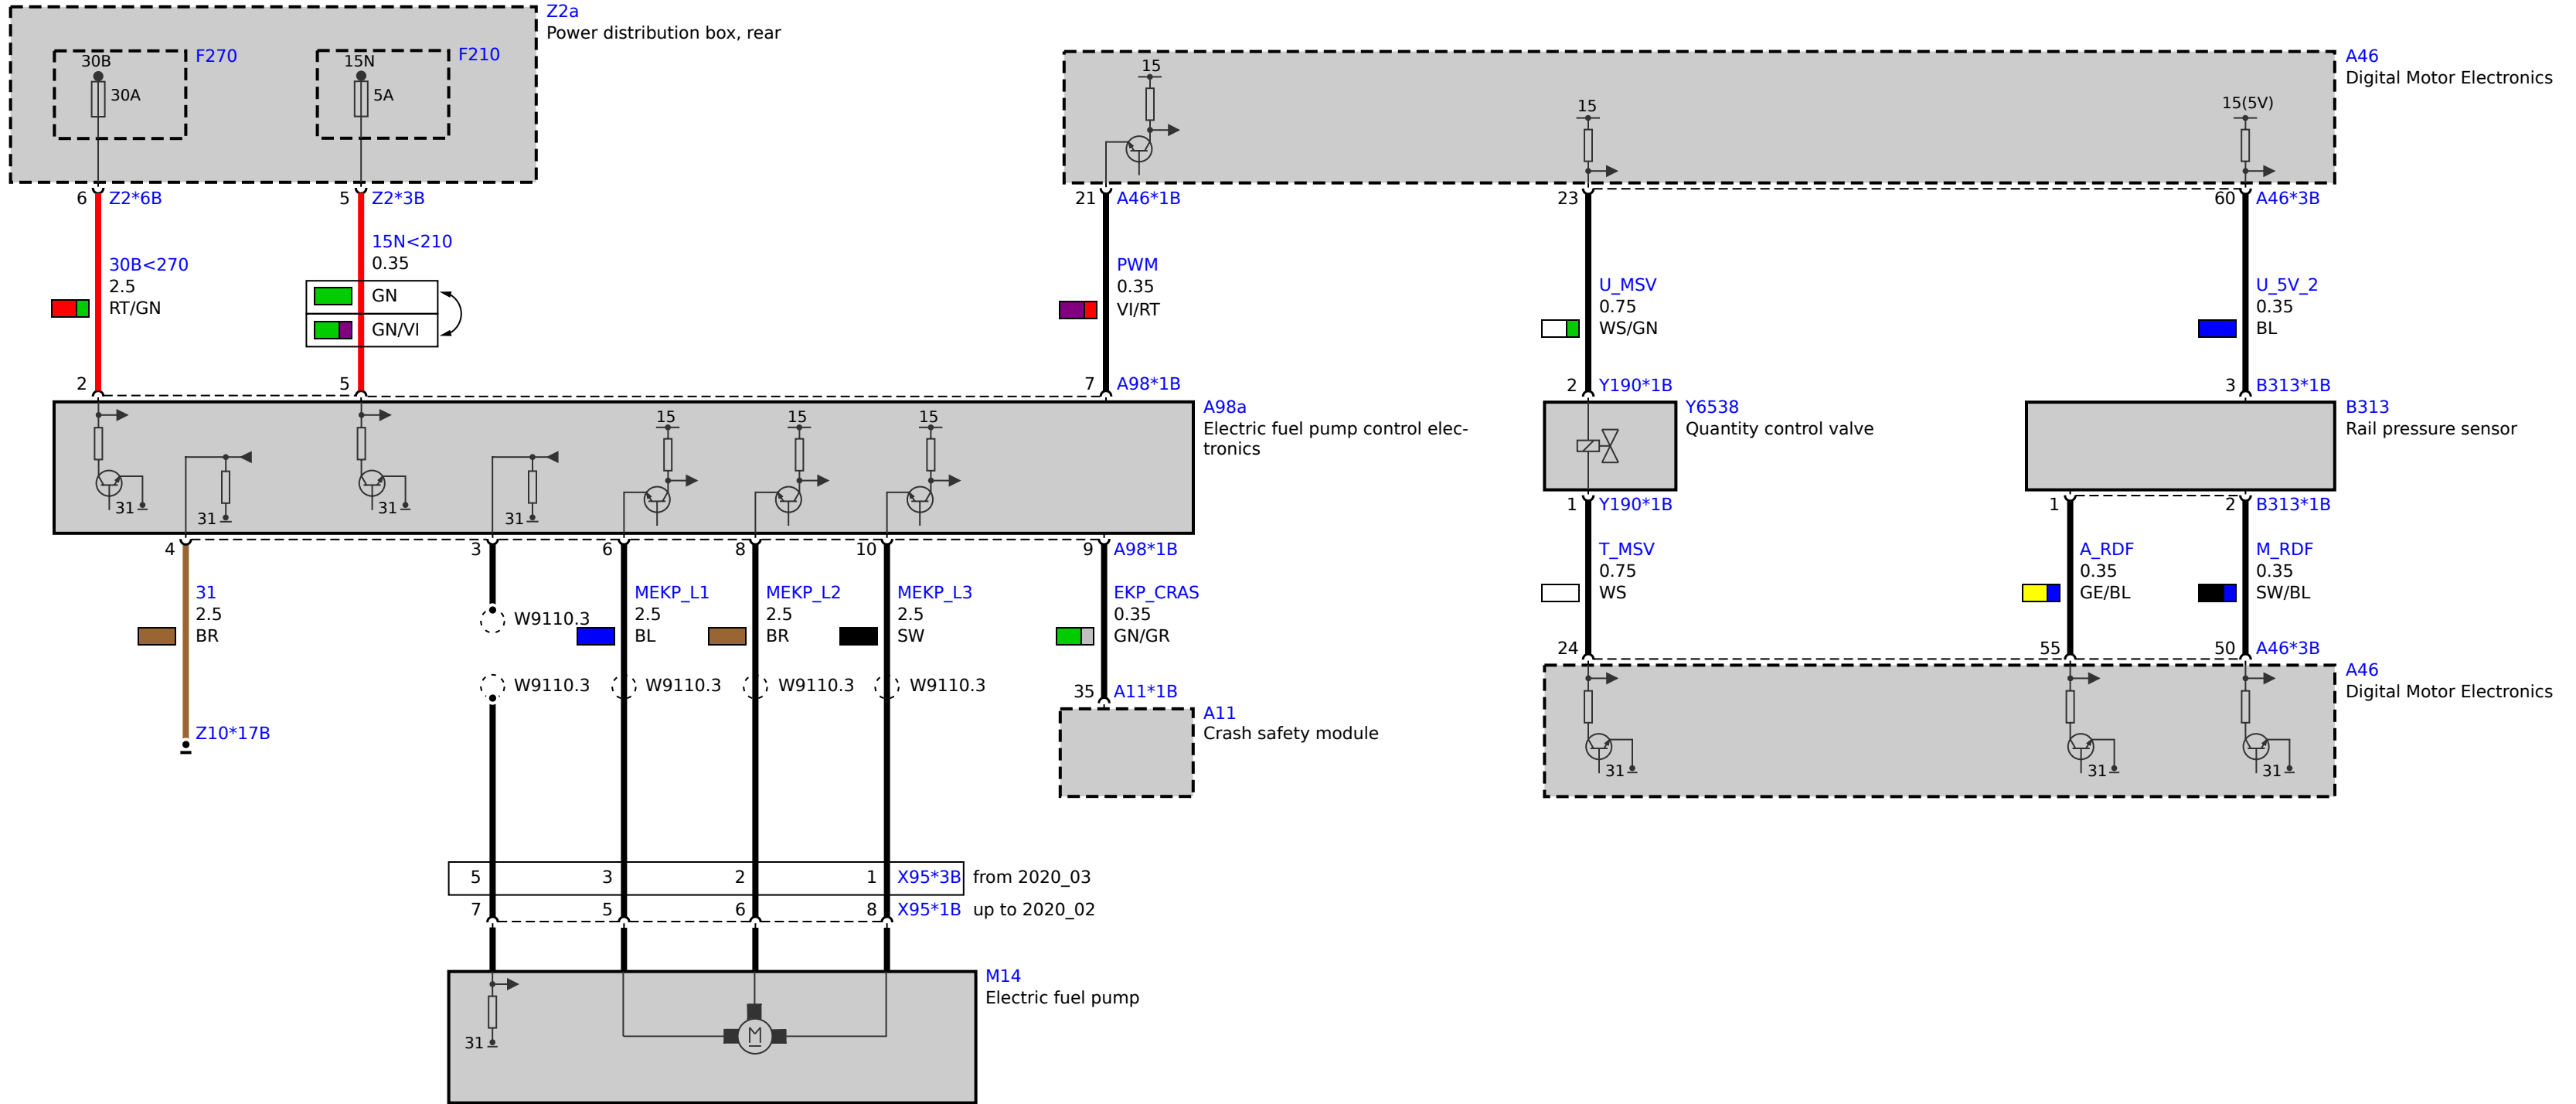 Z2a
Power distribution box, rear
30B
F270
15N
F210
30A
5A
15
A46
Digital Motor Electronics
15
15(5V)
6 Z2*6B
5 Z2*3B
21 A46*1B
23
60 A46*3B
15N<210
0.35
GN
GN/VI
30B<270
2.5
RT/GN
PWM
0.35
VI/RT
U_MSV
0.75
WS/GN
U_5V_2
0.35
BL
2
5
7 A98*1B
2 Y190*1B
3 B313*1B
A98a
Electric fuel pump control elec-
tronics
15
15
15
31
31
31
31
Y6538
Quantity control valve
B313
Rail pressure sensor
1 Y190*1B
1
2 B313*1B
4
3
6
8
10
9 A98*1B
T_MSV
0.75
WS
A_RDF
0.35
GE/BL
M_RDF
0.35
SW/BL
31
2.5
BR
W9110.3
MEKP_L1
2.5
BL
MEKP_L2
2.5
BR
MEKP_L3
2.5
SW
EKP_CRAS
0.35
GN/GR
24
55
50 A46*3B
A46
Digital Motor Electronics
31
31
31
W9110.3
W9110.3
W9110.3
W9110.3
35 A11*1B
A11
Crash safety module
Z10*17B
5 3 2 1 X95*3B from 2020_03
7 5 6 8 X95*1B up to 2020_02
M14
Electric fuel pump
31
M